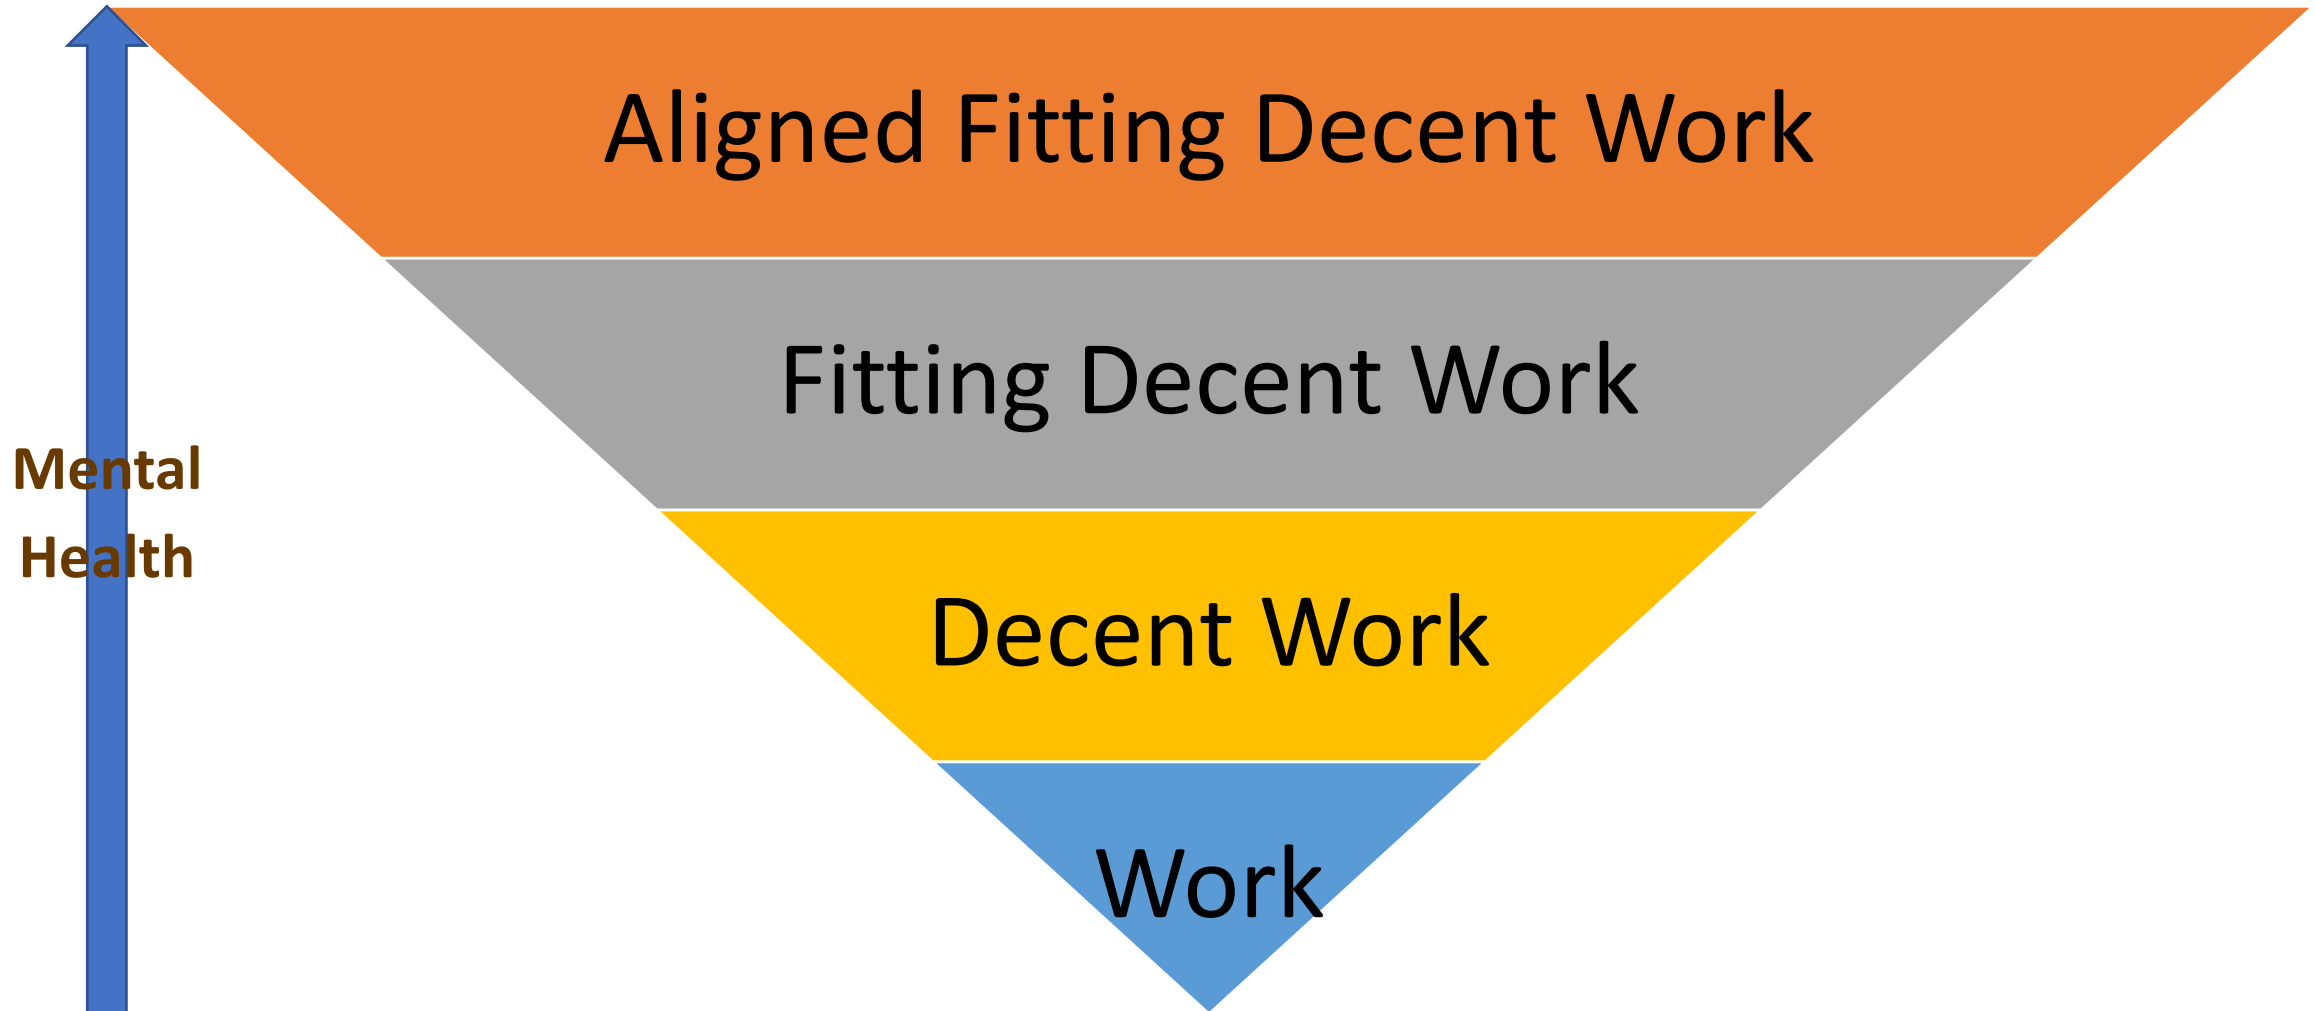 Aligned Fitting Decent Work
Fitting Decent Work
Mental
Health
Decent Work
Work